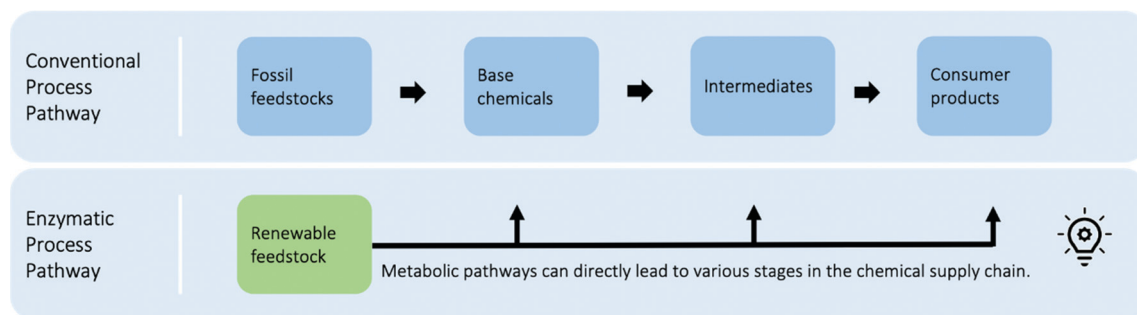 Conventional
Process
Pathway
Fossil
feedstocks
Base
chemicals
Intermediates
Consumer
products
Enzymatic
Process
Pathway
Renewable
feedstock
Metabolic pathways can directly lead to various stages in the chemical supply chain.